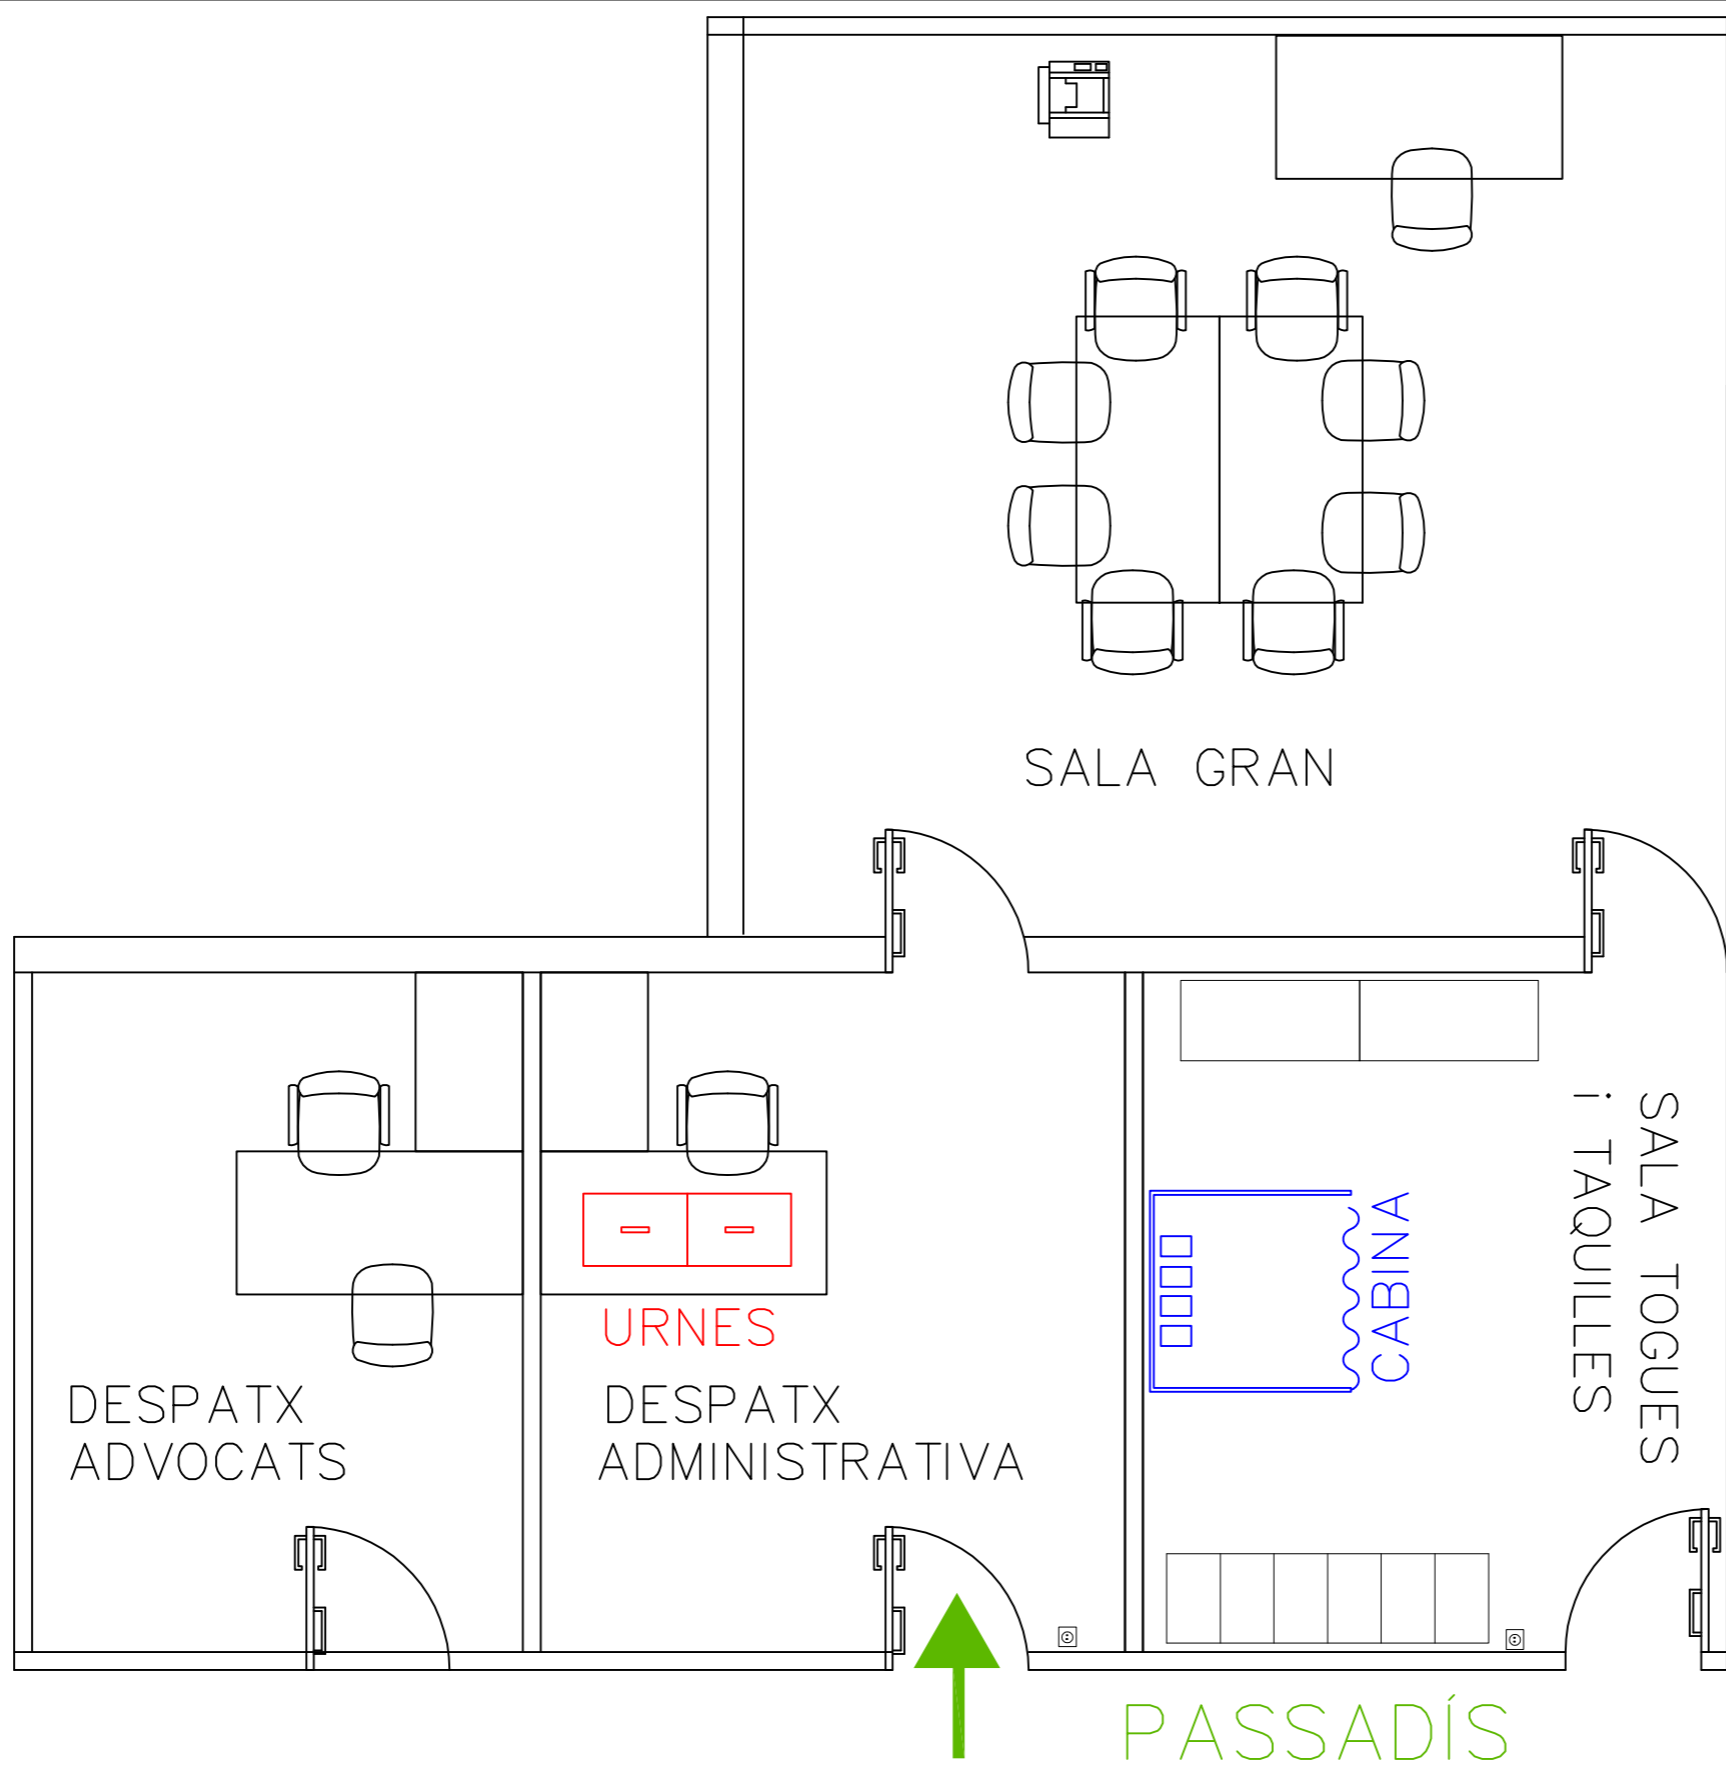 SALA GRAN
SALA TOGUES
i TAQUILLES
CABINA
URNES
DESPATX
ADVOCATS
DESPATX
ADMINISTRATIVA
PASSADÍS